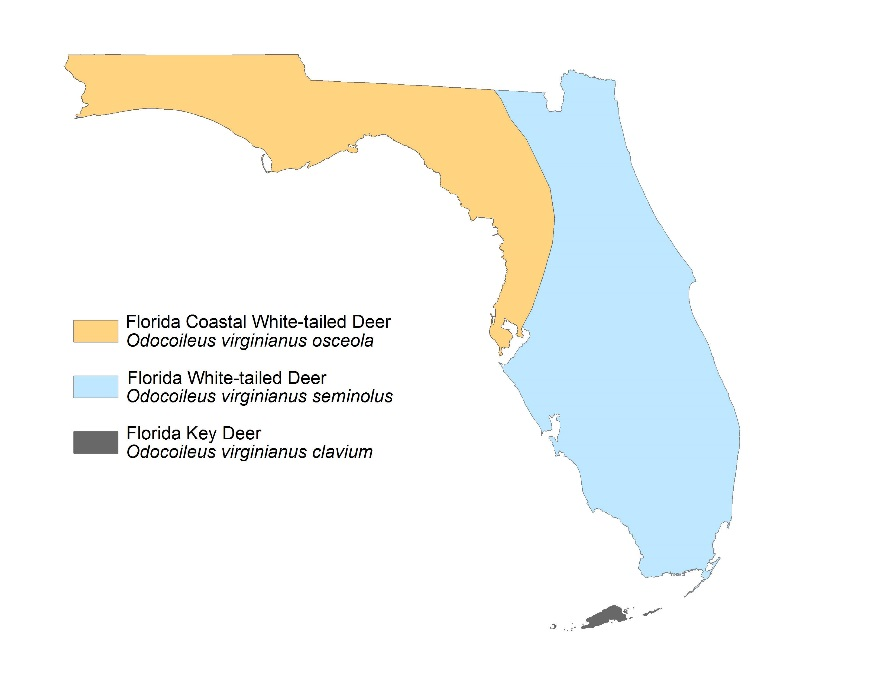 Florida Coastal White-tailed Deer
Odocoileus virginianus osceola
Florida White-tailed Deer
Odocoileus virginianus seminolus
Florida Key Deer
Odocoileus virginianus clavium